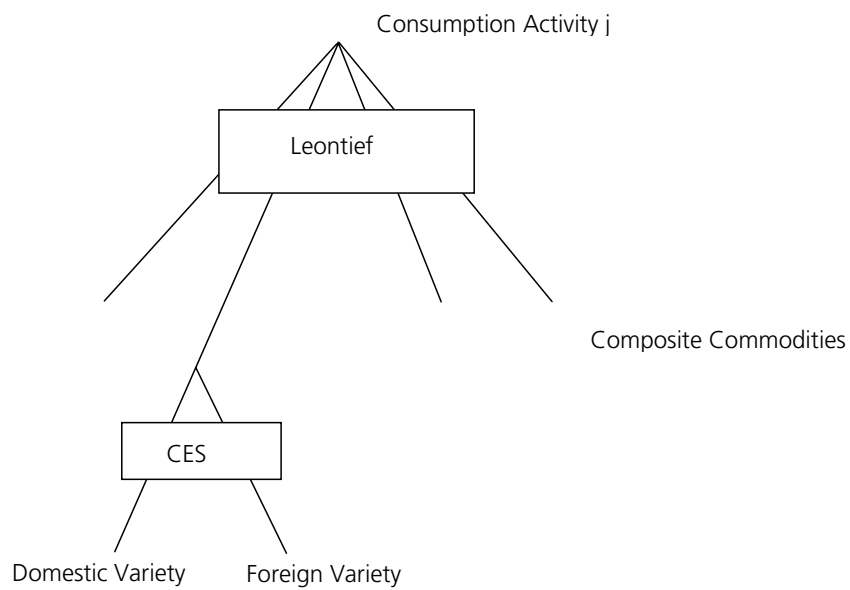 Consumption Activity j
Leontief
Composite Commodities
CES
Domestic Variety
Foreign Variety